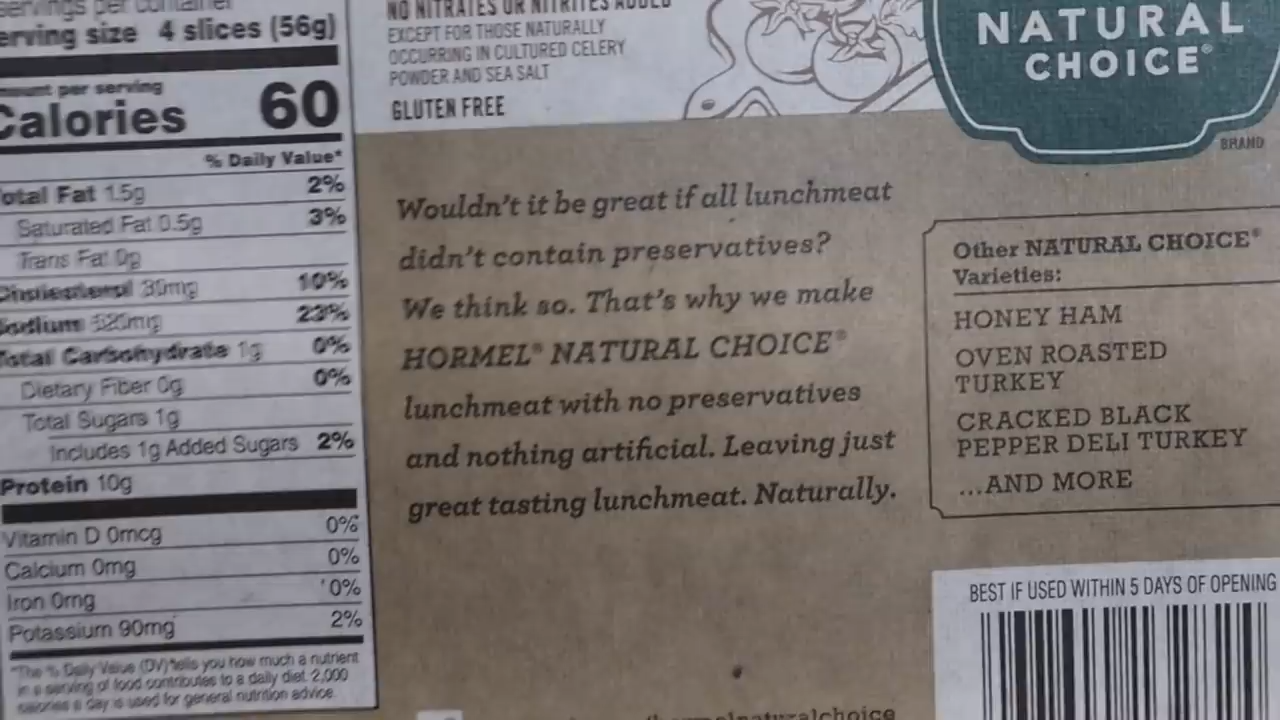 servings per container
erving size 4 slices (56g)
mount per serving
Calories 60
% Daily Value*
otal Fat 1.5g 2%
Saturated Fat 0.5g 3%
Trans Fat 0g
Cholesterol 30mg 10%
Sodium 520mg 23%
Total Carbohydrate 1g 0%
Dietary Fiber 0g 0%
Total Sugars 1g
Includes 1g Added Sugars 2%
Protein 10g
Vitamin D 0mcg 0%
Calcium 0mg 0%
Iron 0mg 0%
Potassium 90mg 2%
*The % Daily Value (DV) tells you how much a nutrient
in a serving of food contributes to a daily diet. 2,000
calories a day is used for general nutrition advice.
NO NITRATES OR NITRITES ADDED
EXCEPT FOR THOSE NATURALLY
OCCURRING IN CULTURED CELERY
POWDER AND SEA SALT
GLUTEN FREE
Wouldn't it be great if all lunchmeat
didn't contain preservatives?
We think so. That's why we make
HORMEL® NATURAL CHOICE®
lunchmeat with no preservatives
and nothing artificial. Leaving just
great tasting lunchmeat. Naturally.
NATURAL
CHOICE®
BRAND
Other NATURAL CHOICE®
Varieties:
HONEY HAM
OVEN ROASTED
TURKEY
CRACKED BLACK
PEPPER DELI TURKEY
...AND MORE
BEST IF USED WITHIN 5 DAYS OF OPENING